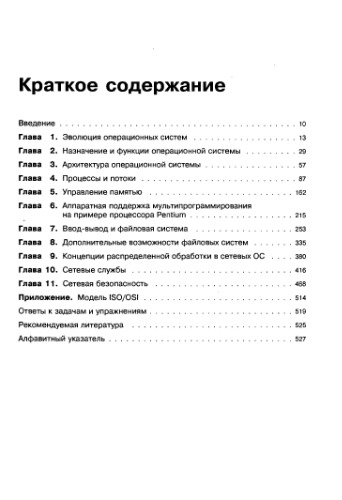 Краткое содержание
Введение . . . . . . . . . . . . . . . . . . . . 10
Глава 1. Эволюция операционных систем . . . . . . . . . . 13
Глава 2. Назначение и функции операционной системы . . . . . . 29
Глава 3. Архитектура операционной системы . . . . . . . . . 57
Глава 4. Процессы и потоки . . . . . . . . . . . . . . 87
Глава 5. Управление памятью . . . . . . . . . . . . . . 162
Глава 6. Аппаратная поддержка мультипрограммирования
на примере процессора Pentium . . . . . . . . . . . . 215
Глава 7. Ввод-вывод и файловая система . . . . . . . . . . 253
Глава 8. Дополнительные возможности файловых систем . . . . . . 335
Глава 9. Концепции распределенной обработки в сетевых ОС . . . . 380
Глава 10. Сетевые службы . . . . . . . . . . . . . . . 416
Глава 11. Сетевая безопасность . . . . . . . . . . . . . 468
Приложение. Модель ISO/OSI . . . . . . . . . . . . . . 514
Ответы к задачам и упражнениям . . . . . . . . . . . . . 519
Рекомендуемая литература . . . . . . . . . . . . . . . 525
Алфавитный указатель . . . . . . . . . . . . . . . . 527